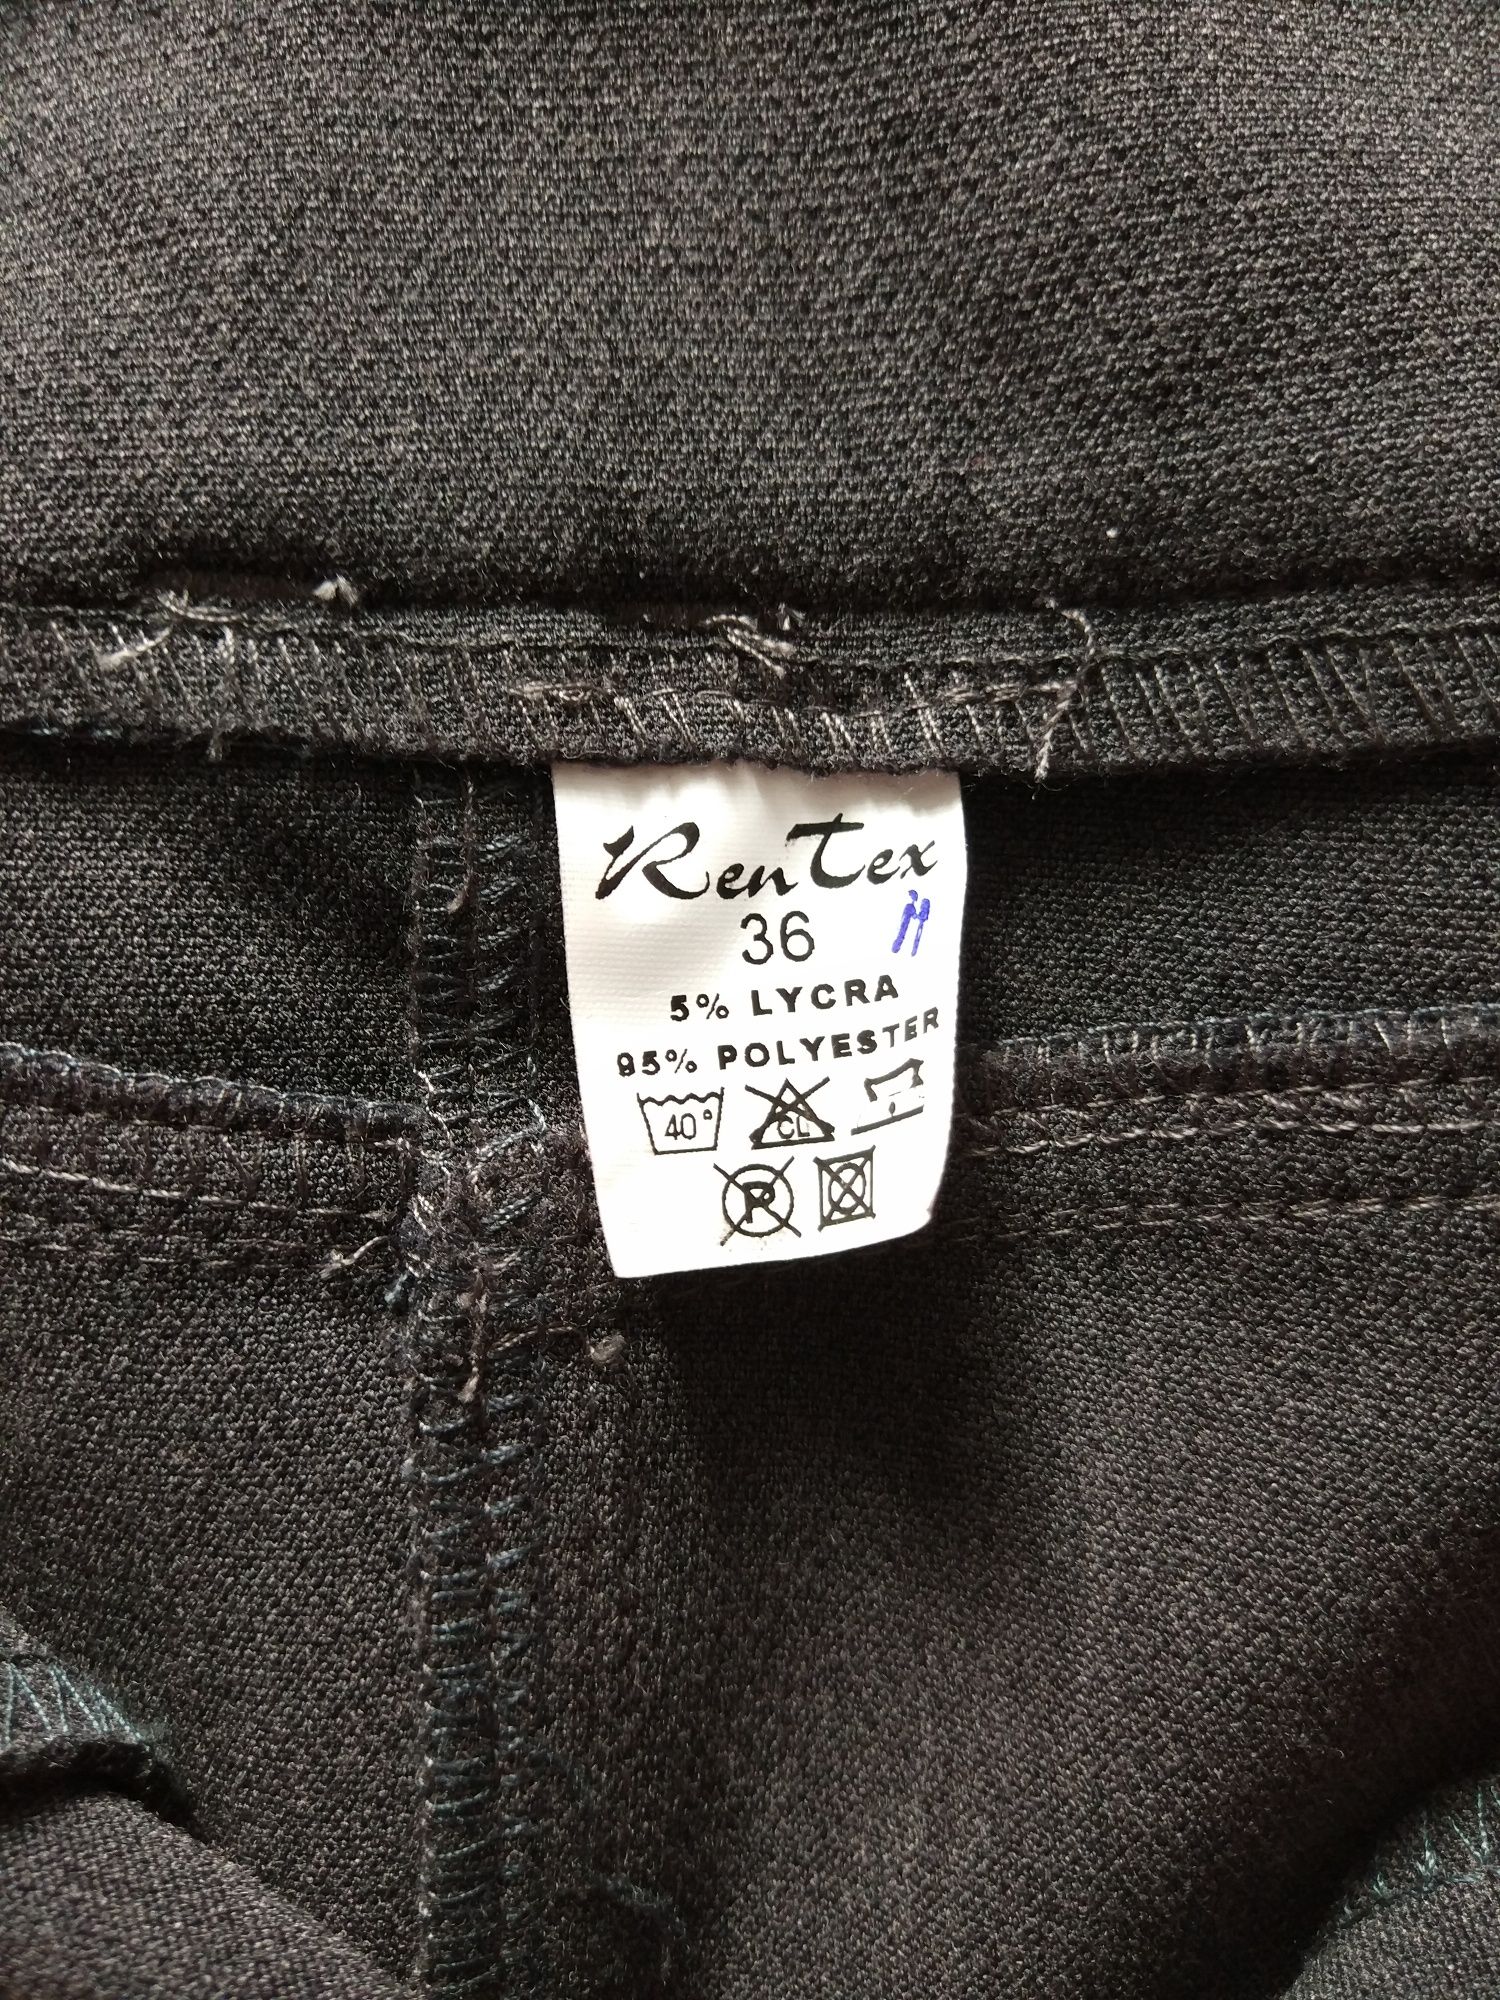 RenTex
36
5% LYCRA
95% POLYESTER
40°
CL
R